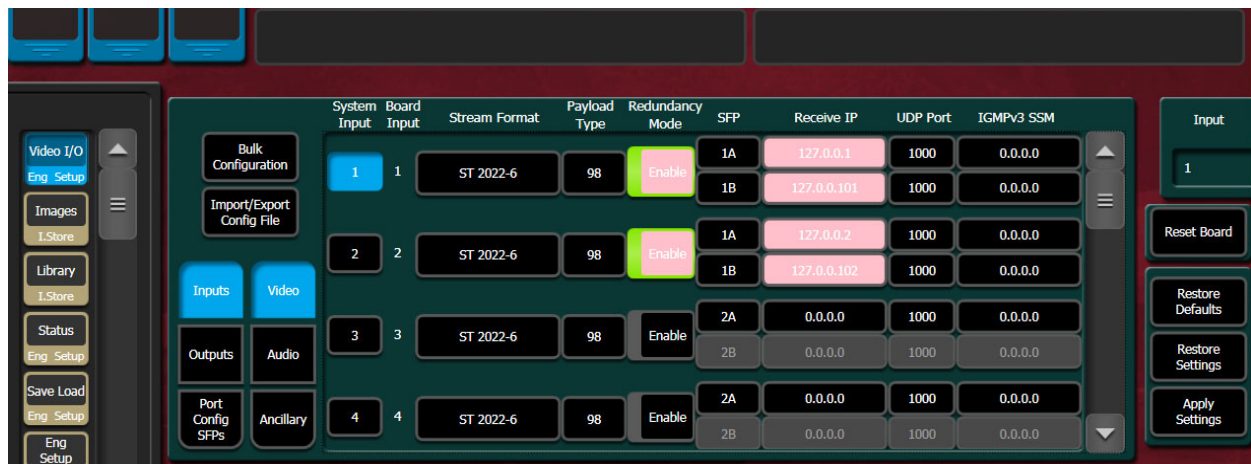 Video I/O
Eng Setup
Images
I.Store
Library
I.Store
Status
Eng Setup
Save Load
Eng Setup
Eng
Setup
Bulk
Configuration
Import/Export
Config File
Inputs Video
Outputs Audio
Port
Config
SFPs
Ancillary
System Input Board Input Stream Format Payload Type Redundancy Mode SFP Receive IP UDP Port IGMPv3 SSM
1 1 ST 2022-6 98 Enable
1A 127.0.0.1 1000 0.0.0.0
1B 127.0.0.101 1000 0.0.0.0
2 2 ST 2022-6 98 Enable
1A 127.0.0.2 1000 0.0.0.0
1B 127.0.0.102 1000 0.0.0.0
3 3 ST 2022-6 98 Enable
2A 0.0.0.0 1000 0.0.0.0
2B 0.0.0.0 1000 0.0.0.0
4 4 ST 2022-6 98 Enable
2A 0.0.0.0 1000 0.0.0.0
2B 0.0.0.0 1000 0.0.0.0
Input
1
Reset Board
Restore
Defaults
Restore
Settings
Apply
Settings